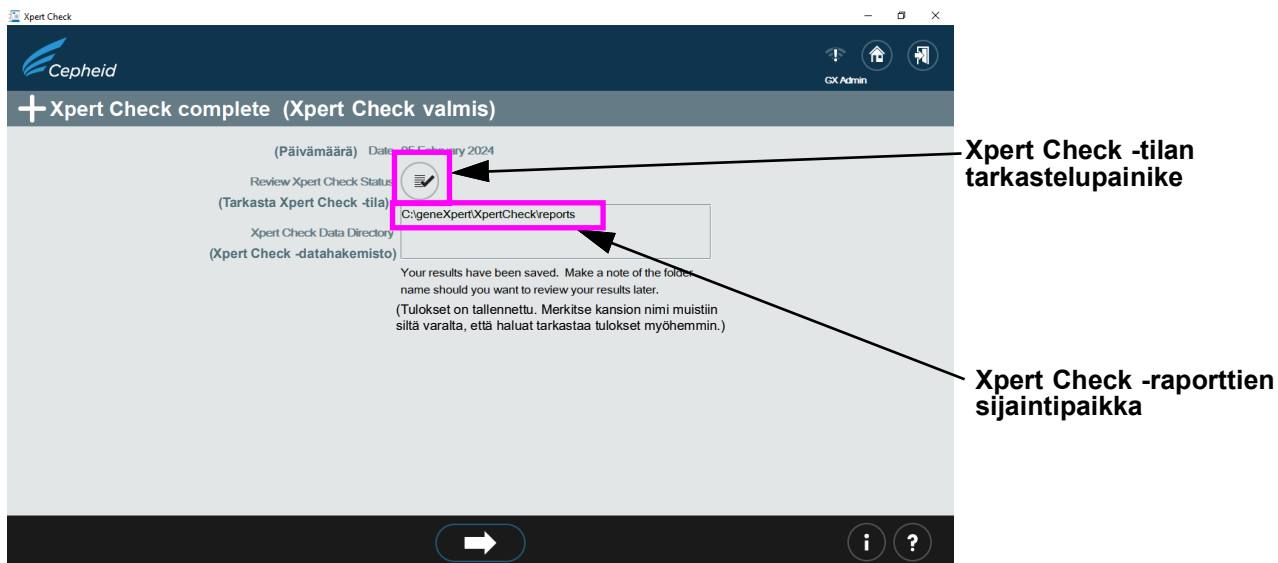 Xpert Check
Cepheid
GX Admin
Xpert Check complete (Xpert Check valmis)
(Päivämäärä) Date 05 February 2024
Review Xpert Check Status
(Tarkasta Xpert Check -tila)
C:\geneXpert\XpertCheck\reports
Xpert Check Data Directory
(Xpert Check -datahakemisto)
Your results have been saved. Make a note of the folder
name should you want to review your results later.
(Tulokset on tallennettu. Merkitse kansion nimi muistiin
siltä varalta, että haluat tarkastaa tulokset myöhemmin.)
Xpert Check -tilan
tarkastelupainike
Xpert Check -raporttien
sijaintipaikka
i
?